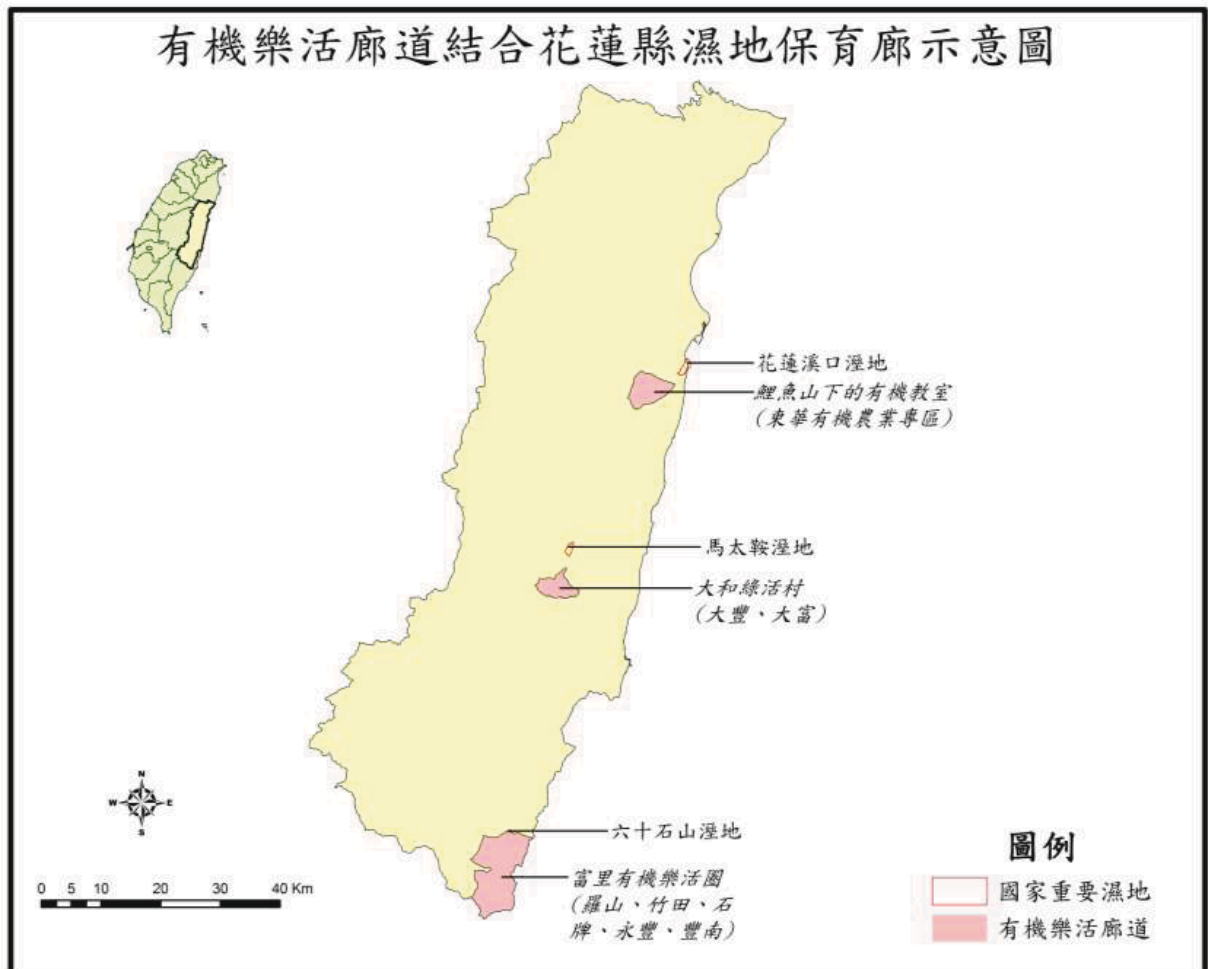 有機樂活廊道結合花蓮縣濕地保育廊示意圖
花蓮溪口溼地
鯉魚山下的有機教室
(東華有機農業專區)
馬太鞍溼地
大和綠活村
(大豐、大富)
N
W
E
S
六十石山溼地
富里有機樂活圈
(羅山、竹田、石
牌、永豐、豐南)
0 5 10 20 30 40 Km
圖例
國家重要濕地
有機樂活廊道